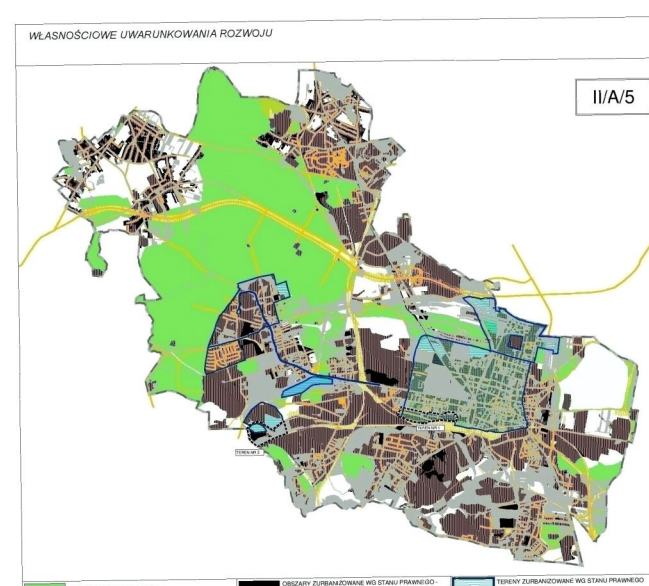 WŁASNOŚCIOWE UWARUNKOWANIA ROZWOJU
II/A/5
TEREN NR 1
TEREN NR 2
OBSZARY ZURBANIZOWANE WG STANU PRAWNEGO -
TERENY ZURBANIZOWANE WG STANU PRAWNEGO